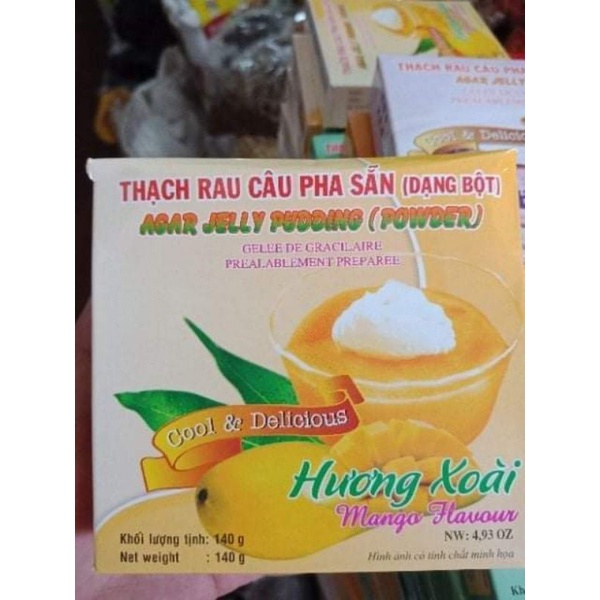 THẠCH RAU CÂU PHA
AGAR JELLY
Cool & Delicious
THẠCH RAU CÂU PHA SẴN (DẠNG BỘT)
AGAR JELLY PUDDING (POWDER)
GELEE DE GRACILAIRE
PREALABLEMENT PREPAREE
Cool & Delicious
Hương Xoài
Mango Flavour
Khối lượng tịnh: 140 g
Net weight : 140 g
NW: 4,93 OZ
Hình ảnh có tính chất minh họa